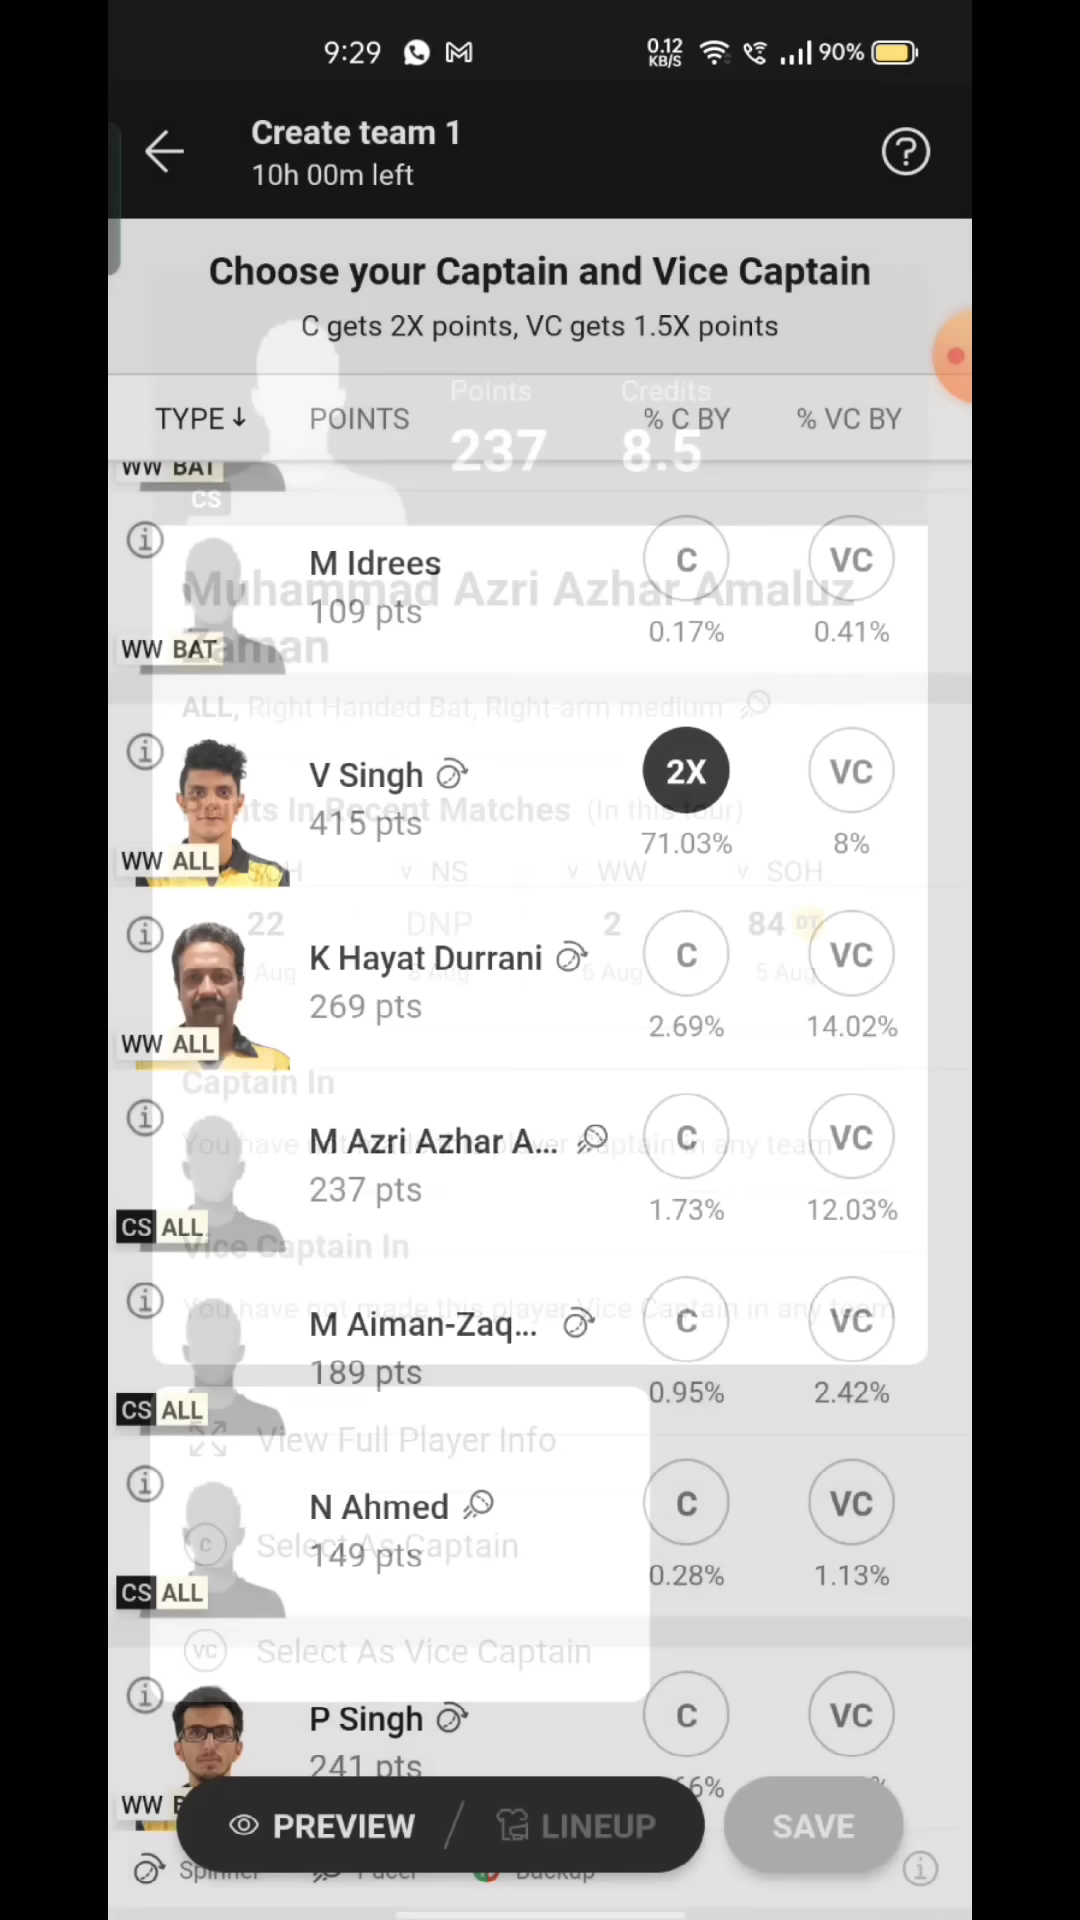 9:29
0.12 KB/S
90%
Create team 1
10h 00m left
Choose your Captain and Vice Captain
C gets 2X points, VC gets 1.5X points
Points Credits
TYPE↓ POINTS % C BY % VC BY
237 8.5
WW BAT
CS
M Idrees C VC
Muhammad Azri Azhar Amaluz
109 pts 0.17% 0.41%
WW BAT
Zaman
ALL, Right Handed Bat, Right-arm medium
V Singh 2X VC
Points In Recent Matches (In this tour)
415 pts 71.03% 8%
WW ALL
SOH v NS v WW v SOH
22 DNP 2 84 DT
K Hayat Durrani C VC
Aug 8 Aug 6 Aug 5 Aug
269 pts 2.69% 14.02%
WW ALL
Captain In
M Azri Azhar A... C VC
You have not made this player Captain in any team
237 pts 1.73% 12.03%
CS ALL
Vice Captain In
You have not made this player Vice Captain in any team
M Aiman-Zaq... C VC
189 pts 0.95% 2.42%
CS ALL
View Full Player Info
N Ahmed C VC
Select As Captain
149 pts 0.28% 1.13%
CS ALL
VC Select As Vice Captain
P Singh C VC
241 pts
WW
PREVIEW / LINEUP SAVE
Spinner Pacer Backup